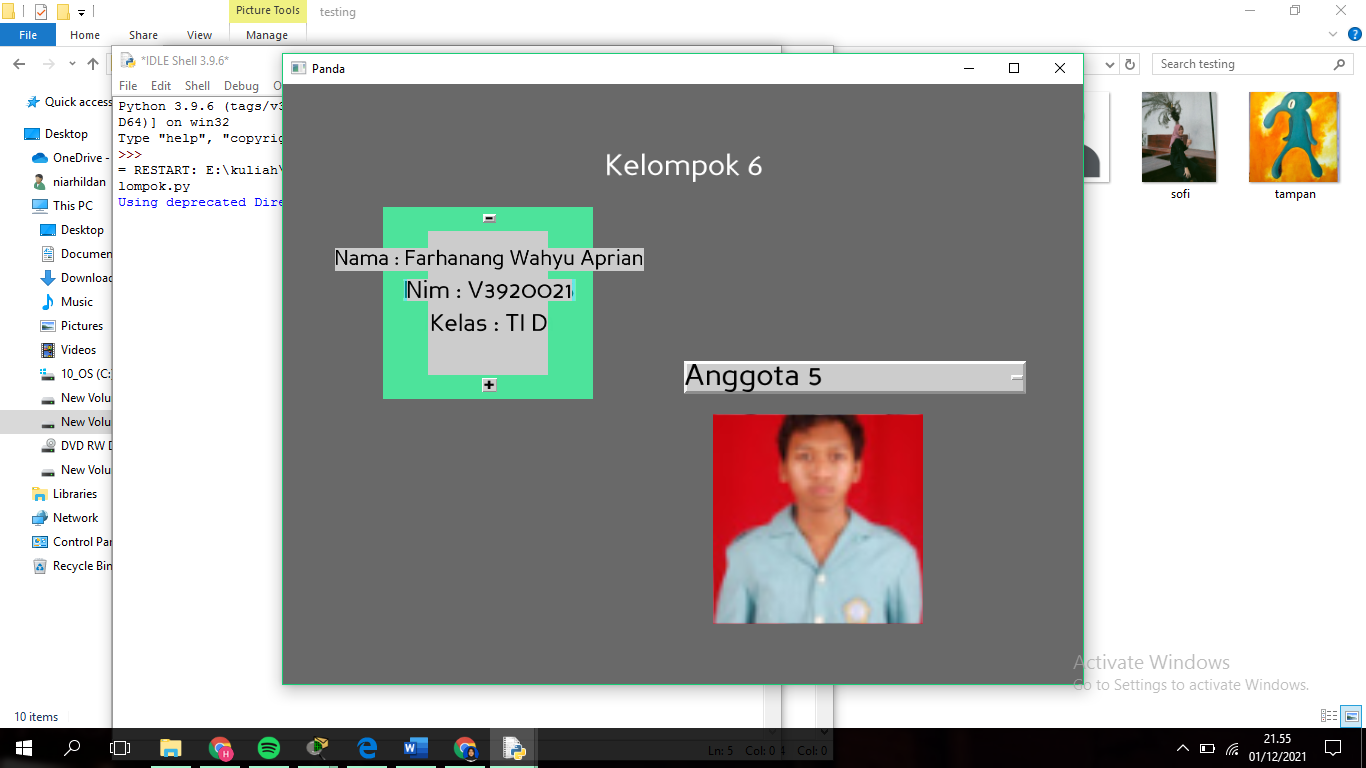 Picture Tools
testing
File
Home
Share
View
Manage
Search testing
Quick access
Desktop
OneDrive -
niarhildan
This PC
Desktop
Music
Pictures
Videos
10_OS (C:
New Volu
New Volu
DVD RW D
New Volu
Libraries
Network
Control Pa
Recycle Bin
10 items
*IDLE Shell 3.9.6*
File Edit Shell Debug
Python 3.9.6 (tags/v3
D64)] on win32
Type "help", "copyrig
>>>
= RESTART: E:\kuliah\
lompok.py
Using deprecated Dire
Ln: 5 Col: 0
Col: 0
Panda
Kelompok 6
Nama : Farhanang Wahyu Aprian
Nim : V3920021
Kelas : TI D
Anggota 5
sofi
tampan
Activate Windows
Go to Settings to activate Windows.
21.55
01/12/2021